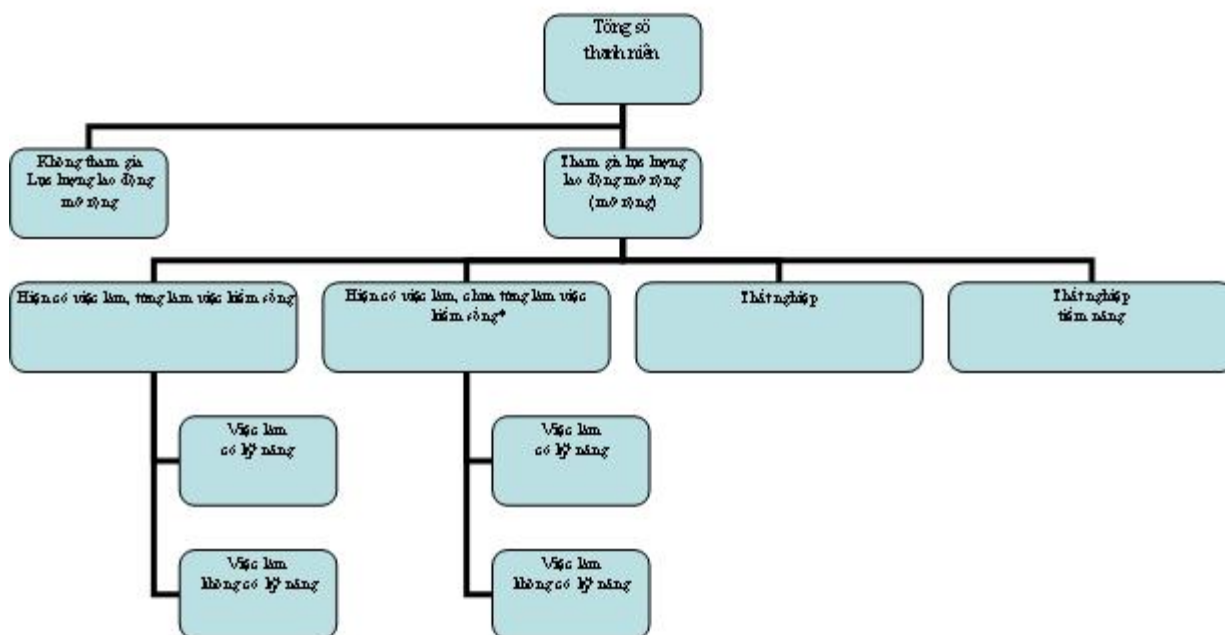 Tổng số
thanh niên
Không tham gia
Lực lượng lao động
mở rộng
Tham gia lực lượng
lao động mở rộng
(mở rộng)
Hiện có việc làm, từng làm việc kiếm sống
Hiện có việc làm, chưa từng làm việc
kiếm sống*
Thất nghiệp
Thất nghiệp
tiềm năng
Việc làm
có kỹ năng
Việc làm
có kỹ năng
Việc làm
không có kỹ năng
Việc làm
không có kỹ năng